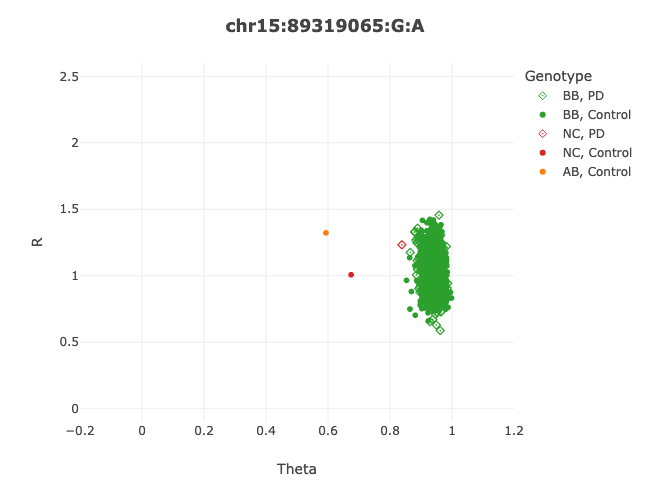 chr15:89319065:G:A
2.5
2
1.5
1
0.5
0
R
−0.2
0
0.2
0.4
0.6
0.8
1
1.2
Theta
Genotype
BB, PD
BB, Control
NC, PD
NC, Control
AB, Control